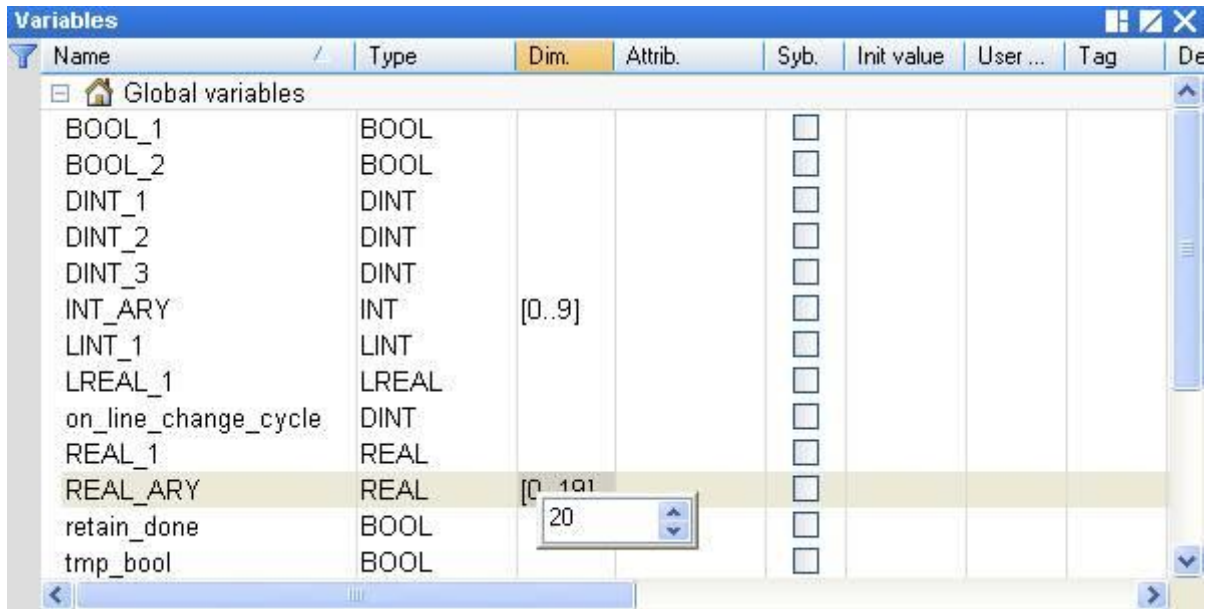 Variables
Name Type Dim. Attrib. Syb. Init value User ... Tag De
Global variables
BOOL_1 BOOL
BOOL_2 BOOL
DINT_1 DINT
DINT_2 DINT
DINT_3 DINT
INT_ARY INT [0..9]
LINT_1 LINT
LREAL_1 LREAL
on_line_change_cycle DINT
REAL_1 REAL
REAL_ARY REAL [0..19]
20
retain_done BOOL
tmp_bool BOOL